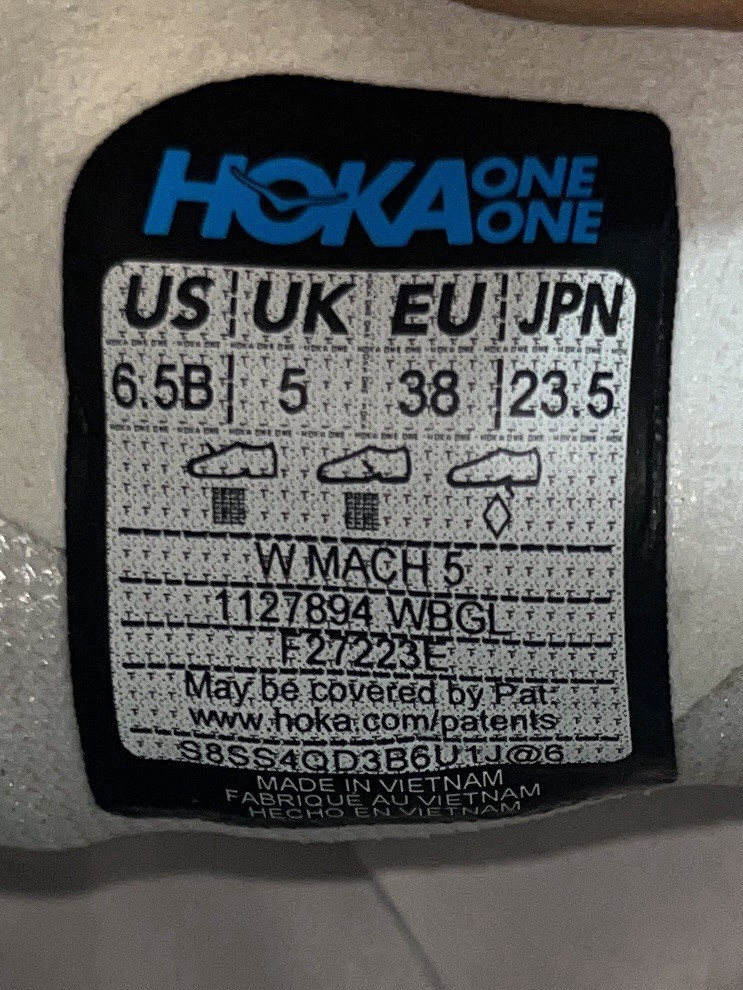 HOKA ONE ONE
US UK EU JPN
6.5B 5 38 23.5
W MACH 5
1127894 WBGL
F27223E
May be covered by Pat:
www.hoka.com/patents
S8SS4QD3B6U1J@6
MADE IN VIETNAM
FABRIQUE AU VIETNAM
HECHO EN VIETNAM